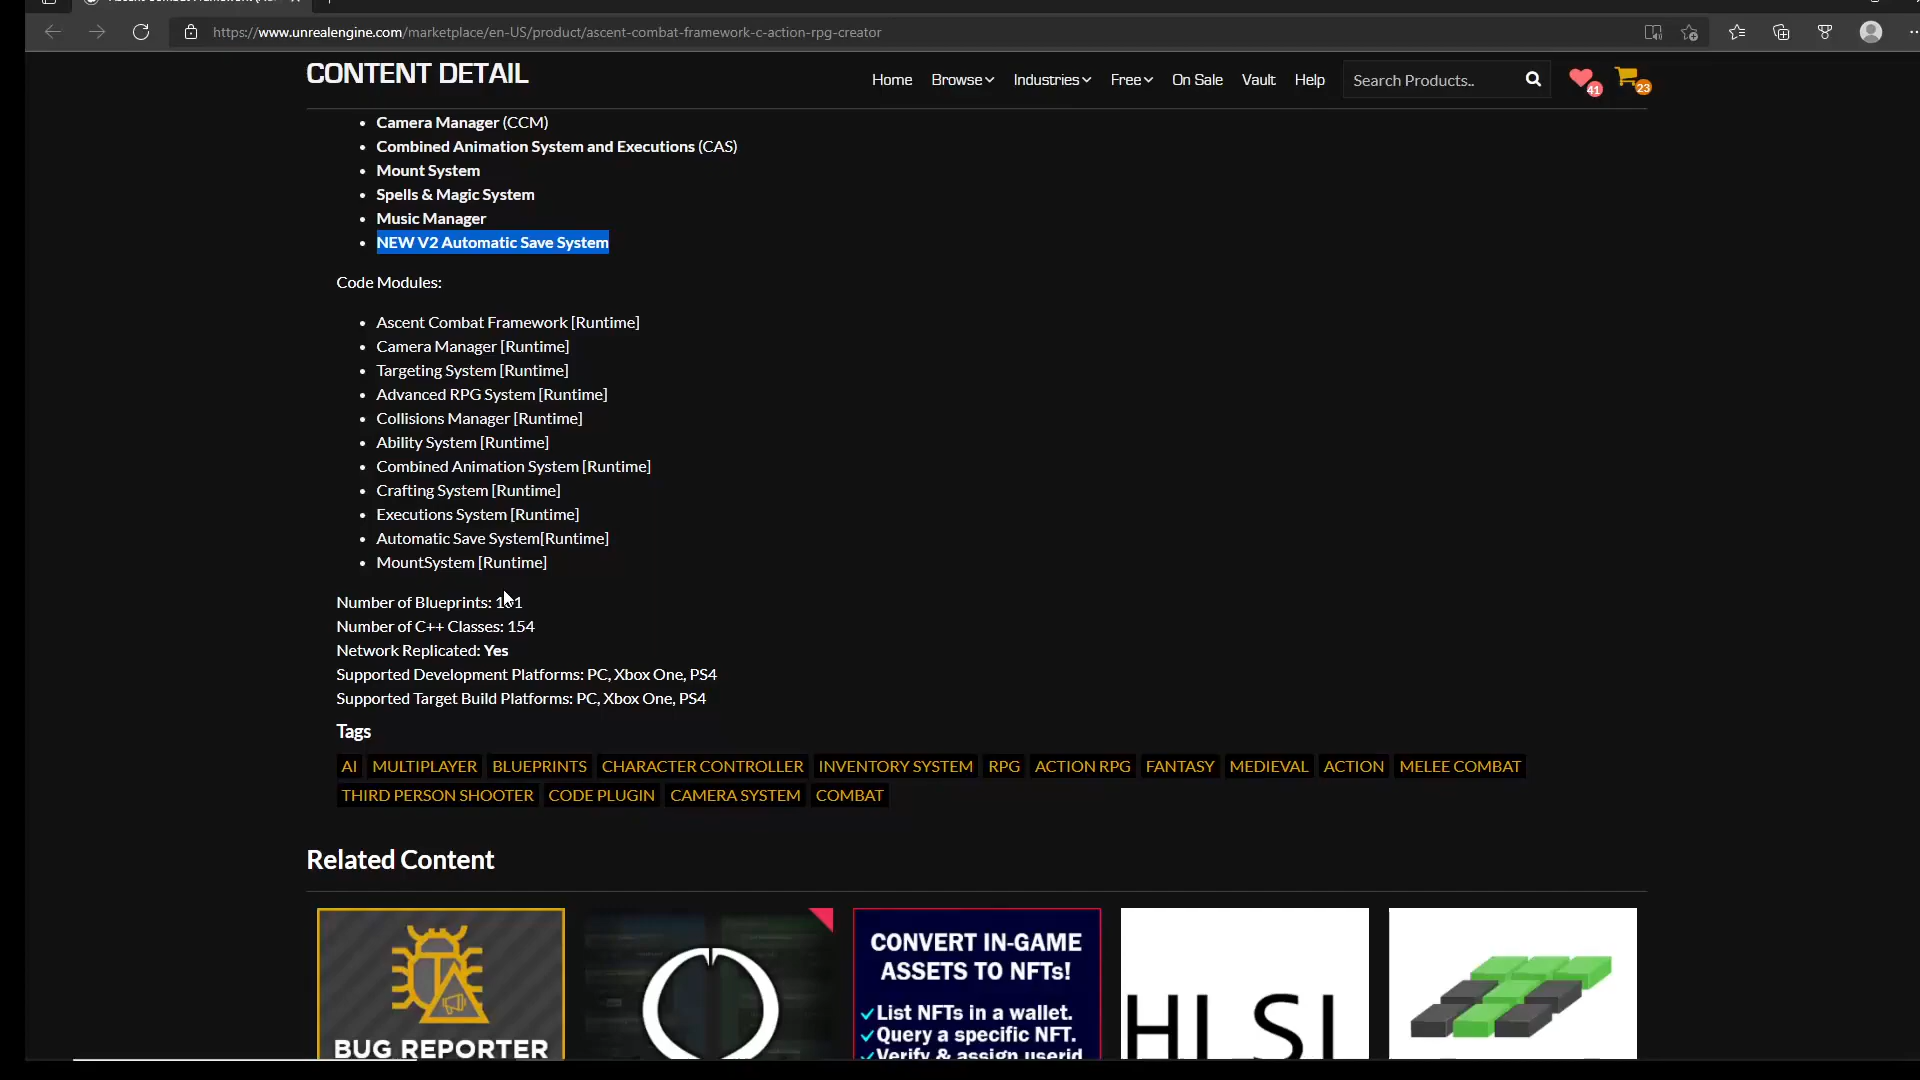 https://www.unrealengine.com/marketplace/en-US/product/ascent-combat-framework-c-action-rpg-creator
CONTENT DETAIL
Home Browse Industries Free On Sale Vault Help Search Products.. 41 23
Camera Manager (CCM)
Combined Animation System and Executions (CAS)
Mount System
Spells & Magic System
Music Manager
NEW V2 Automatic Save System
Code Modules:
Ascent Combat Framework [Runtime]
Camera Manager [Runtime]
Targeting System [Runtime]
Advanced RPG System [Runtime]
Collisions Manager [Runtime]
Ability System [Runtime]
Combined Animation System [Runtime]
Crafting System [Runtime]
Executions System [Runtime]
Automatic Save System[Runtime]
MountSystem [Runtime]
Number of Blueprints:
Number of C++ Classes: 154
Network Replicated: Yes
Supported Development Platforms: PC, Xbox One, PS4
Supported Target Build Platforms: PC, Xbox One, PS4
Tags
AI MULTIPLAYER BLUEPRINTS CHARACTER CONTROLLER INVENTORY SYSTEM RPG ACTION RPG FANTASY MEDIEVAL ACTION MELEE COMBAT
THIRD PERSON SHOOTER CODE PLUGIN CAMERA SYSTEM COMBAT
Related Content
BUG REPORTER
CONVERT IN-GAME
ASSETS TO NFTs!
List NFTs in a wallet.
Query a specific NFT.
Verify & assign userid
HLSL